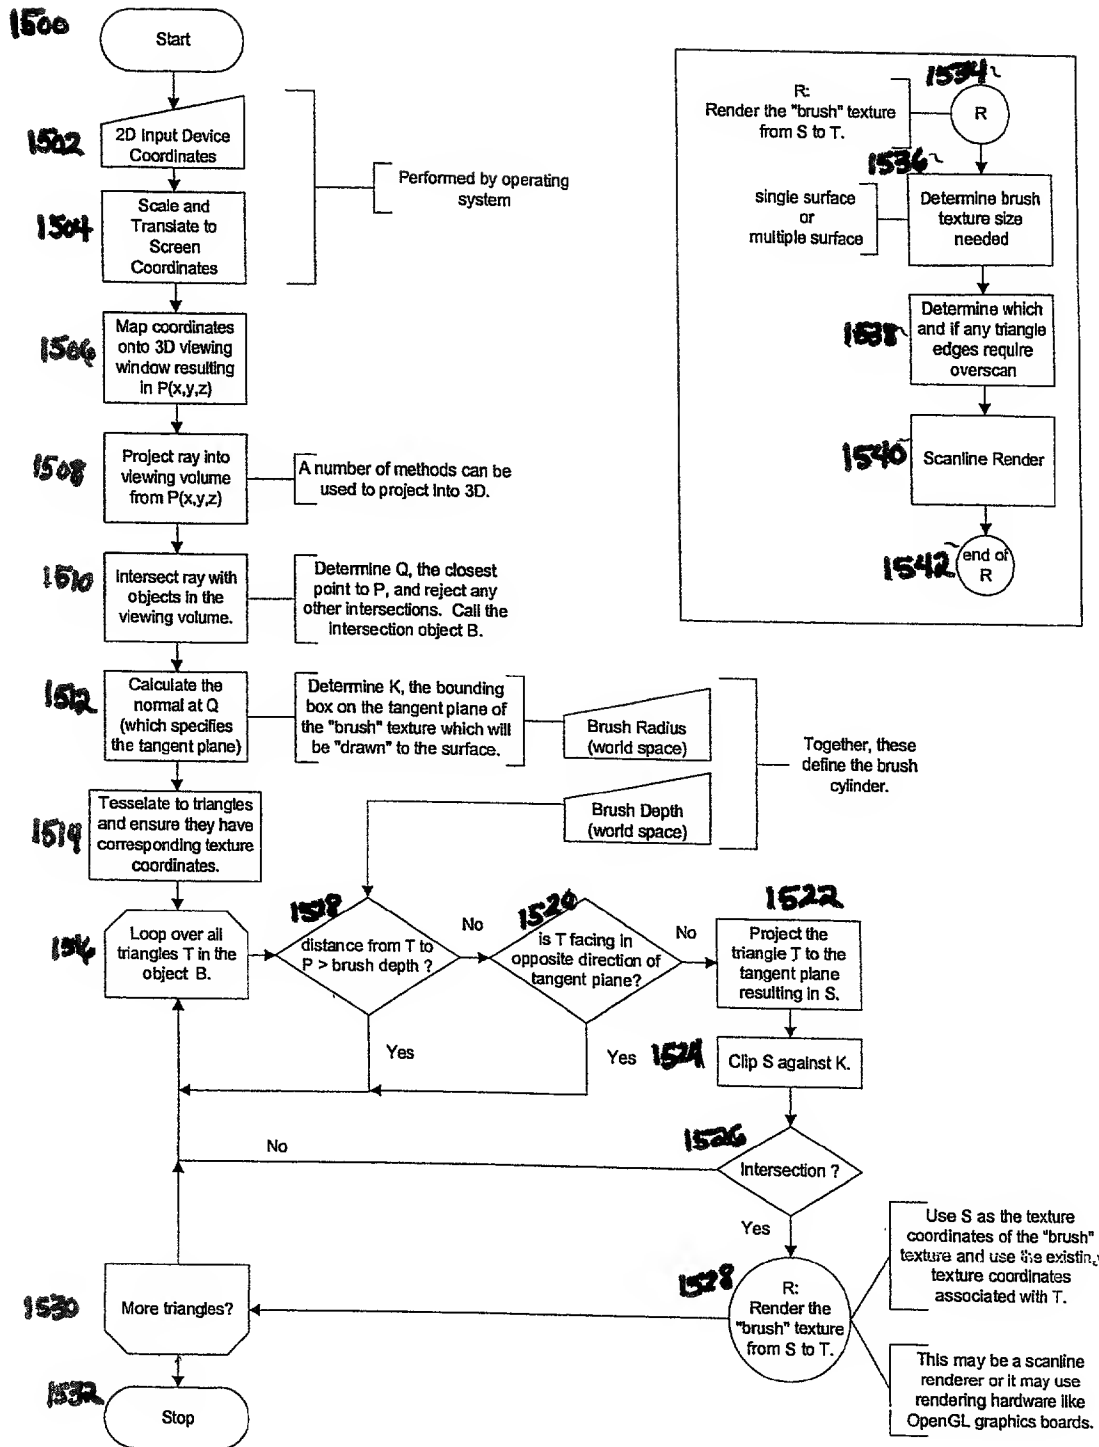 1500
Start
1502
2D Input Device
Coordinates
1504
Scale and
Translate to
Screen
Coordinates
Performed by operating
system
1506
Map coordinates
onto 3D viewing
window resulting
in P(x,y,z)
1508
Project ray into
viewing volume
from P(x,y,z)
A number of methods can be
used to project into 3D.
1510
Intersect ray with
objects in the
viewing volume.
Determine Q, the closest
point to P, and reject any
other intersections. Call the
intersection object B.
1512
Calculate the
normal at Q
(which specifies
the tangent plane)
Determine K, the bounding
box on the tangent plane of
the "brush" texture which will
be "drawn" to the surface.
Brush Radius
(world space)
Brush Depth
(world space)
Together, these
define the brush
cylinder.
1514
Tesselate to triangles
and ensure they have
corresponding texture
coordinates.
1516
Loop over all
triangles T in the
object B.
1518
distance from T to
P > brush depth ?
No
Yes
1520
is T facing in
opposite direction of
tangent plane?
No
Yes
1522
Project the
triangle T to the
tangent plane
resulting in S.
1524
Clip S against K.
1526
Intersection ?
No
Yes
1528
R:
Render the
"brush" texture
from S to T.
Use S as the texture
coordinates of the "brush"
texture and use the existing
texture coordinates
associated with T.
This may be a scanline
renderer or it may use
rendering hardware like
OpenGL graphics boards.
1530
More triangles?
1532
Stop
1534
R:
Render the "brush" texture
from S to T.
R
1536
single surface
or
multiple surface
Determine brush
texture size
needed
1538
Determine which
and if any triangle
edges require
overscan
1540
Scanline Render
1542
end of
R